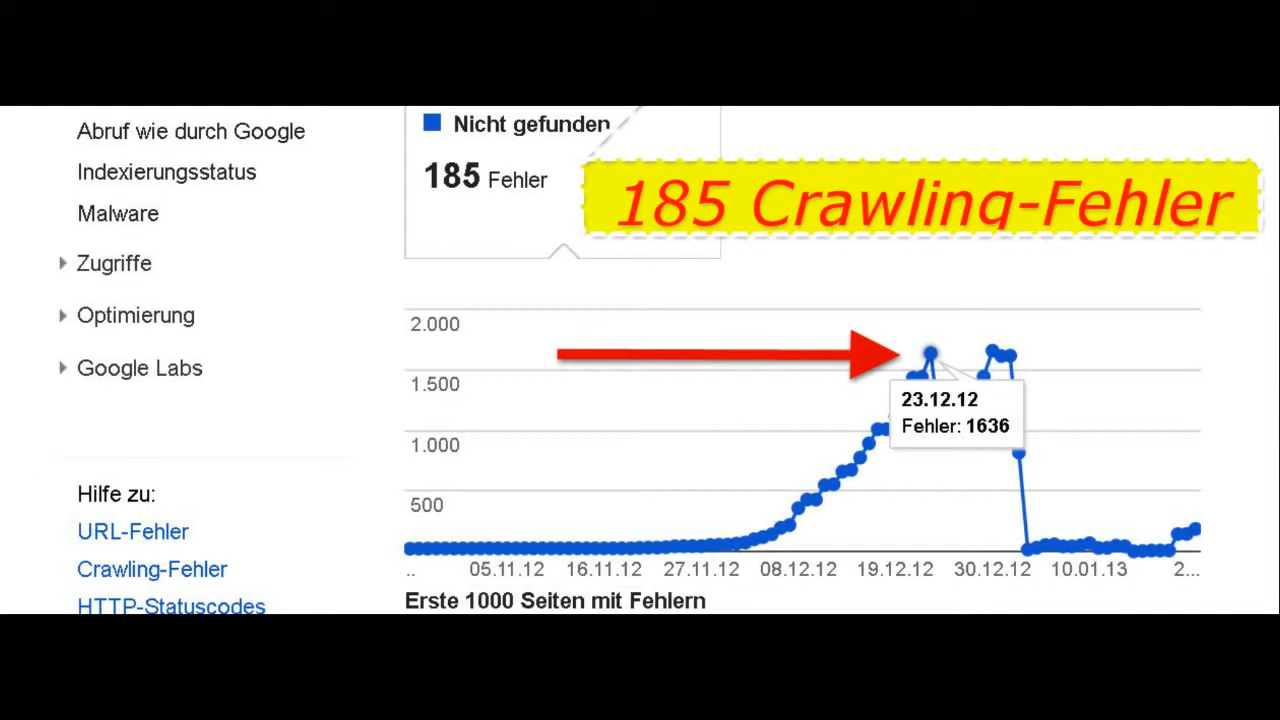 Abruf wie durch Google
Indexierungsstatus
Malware
Zugriffe
Optimierung
Google Labs
Hilfe zu:
URL-Fehler
Crawling-Fehler
HTTP-Statuscodes
Nicht gefunden
185 Fehler
185 Crawling-Fehler
2.000
1.500
1.000
500
23.12.12
Fehler: 1636
.. 05.11.12 16.11.12 27.11.12 08.12.12 19.12.12 30.12.12 10.01.13 2...
Erste 1000 Seiten mit Fehlern